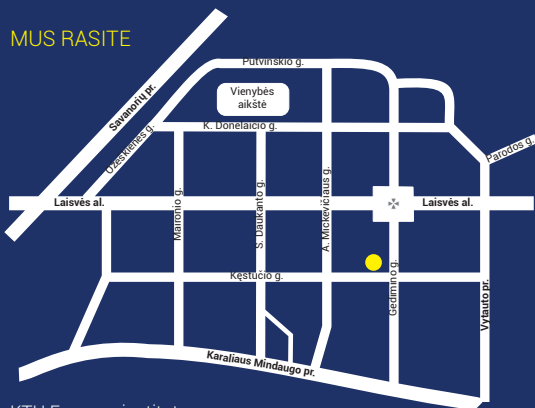 MUS RASITE
Putvinskio g.
Vienybės
aikštė
Savanorių pr.
K. Donelaičio g.
Užeskienės g.
Parodos g.
Laisvės al.
Laisvės al.
Maironio g.
S. Daukanto g.
A. Mickevičiaus g.
Kęstučio g.
Gedimino g.
Vytauto pr.
Karaliaus Mindaugo pr.